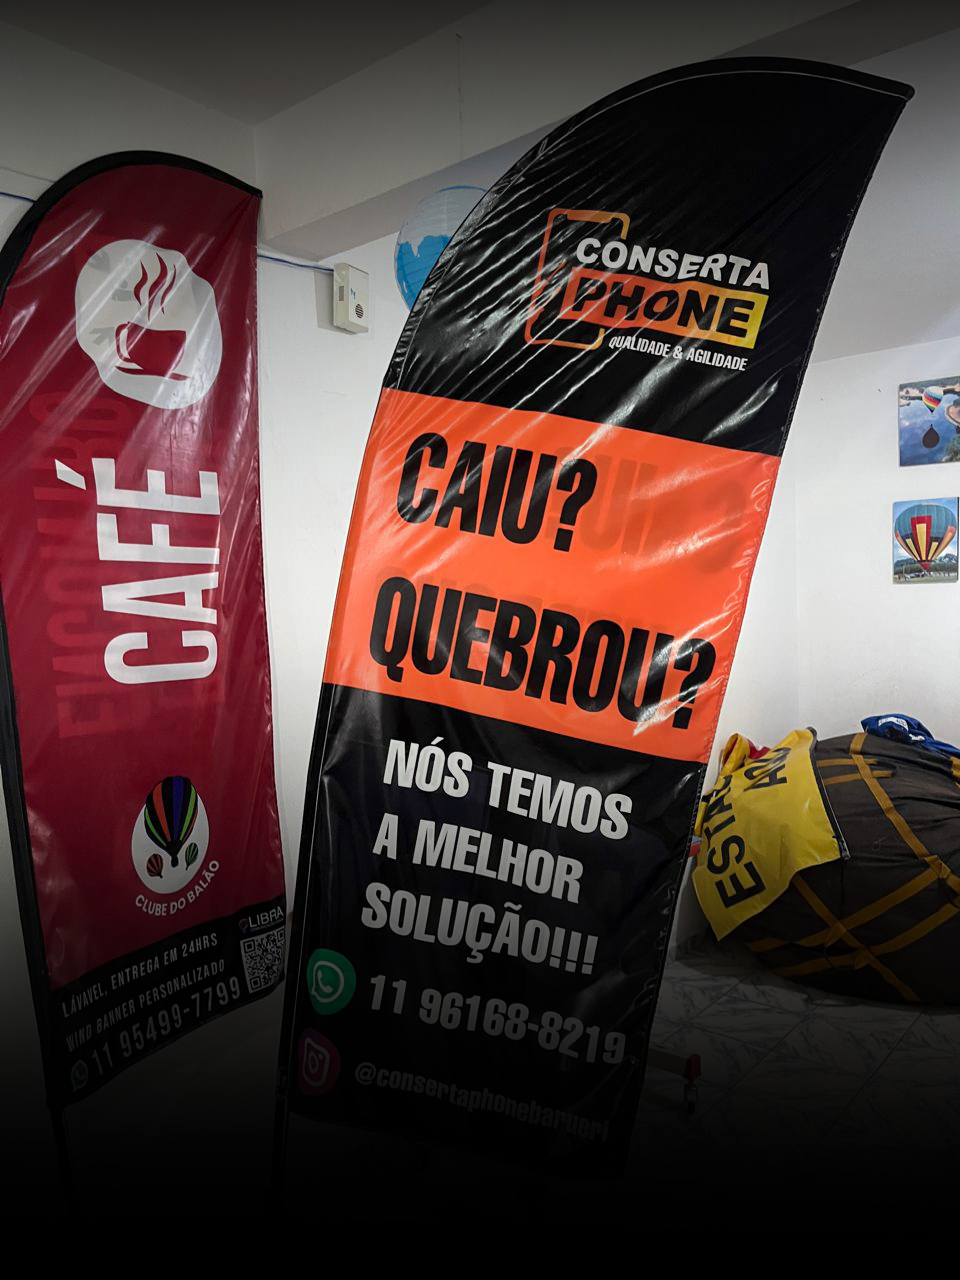 CAFÉ
CLUBE DO BALÃO
LIBRA
LÁVAVEL, ENTREGA EM 24HRS
WIND BANNER PERSONALIZADO
11 95499-7799
CONSERTA
PHONE
QUALIDADE & AGILIDADE
CAIU?
QUEBROU?
NÓS TEMOS
A MELHOR
SOLUÇÃO!!!
11 96168-8219
@consertaphonebarueri